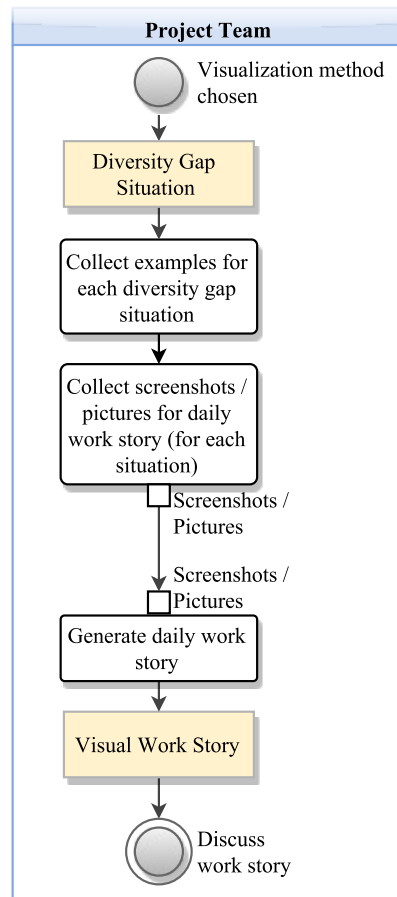 Project Team
Visualization method
chosen
Diversity Gap
Situation
Collect examples for
each diversity gap
situation
Collect screenshots /
pictures for daily
work story (for each
situation)
Screenshots /
Pictures
Screenshots /
Pictures
Generate daily work
story
Visual Work Story
Discuss
work story